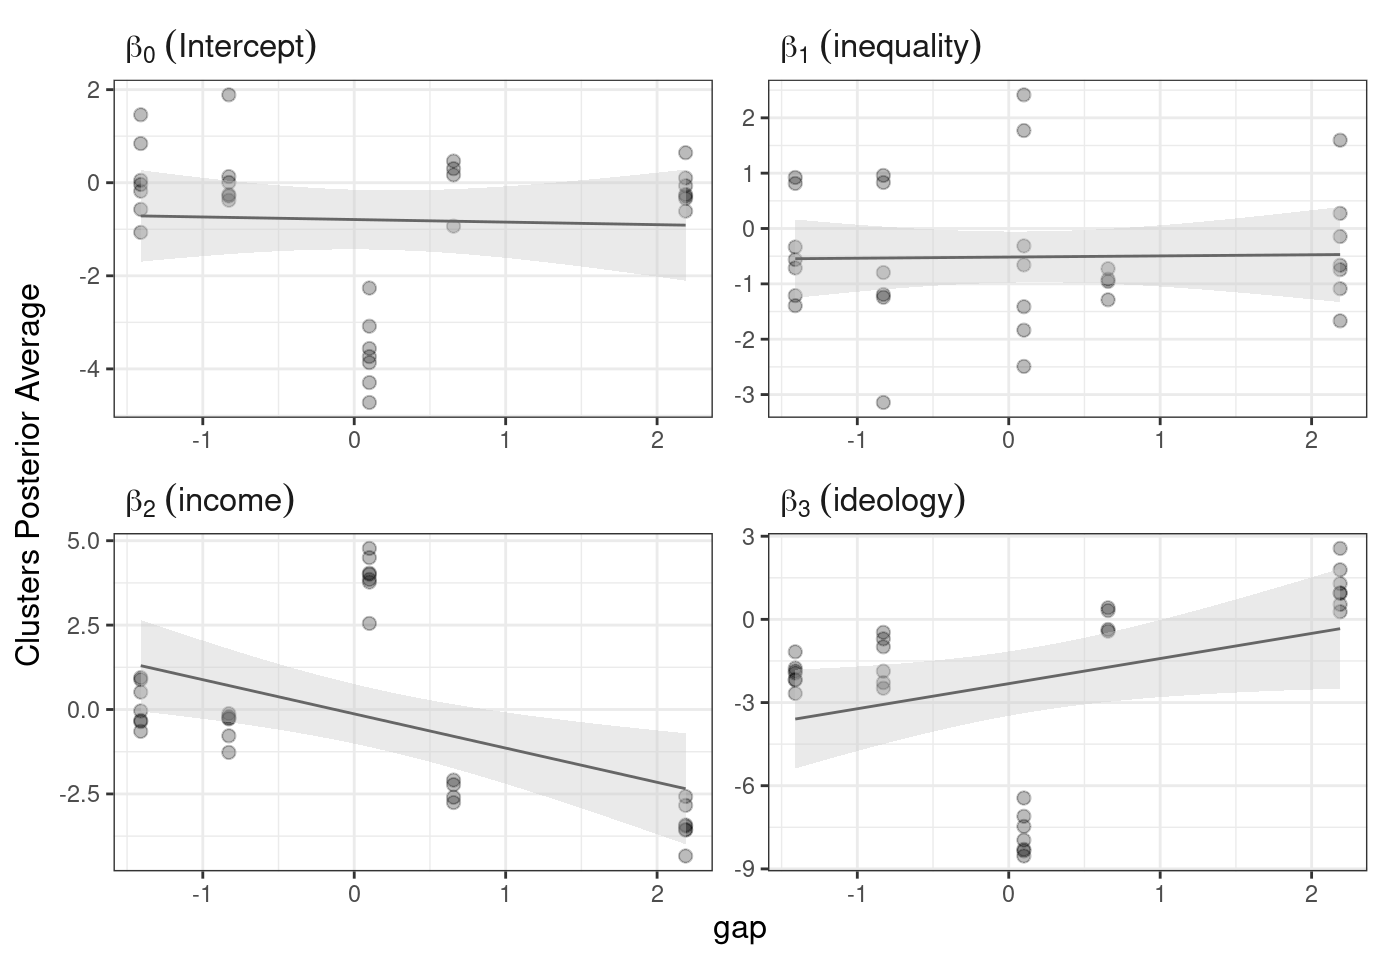 β0 (Intercept)
2
0
-2
-4
-1 0 1 2
β1 (inequality)
2
1
0
-1
-2
-3
-1 0 1 2
β2 (income)
5.0
2.5
0.0
-2.5
-1 0 1 2
β3 (ideology)
3
0
-3
-6
-9
-1 0 1 2
Clusters Posterior Average
gap